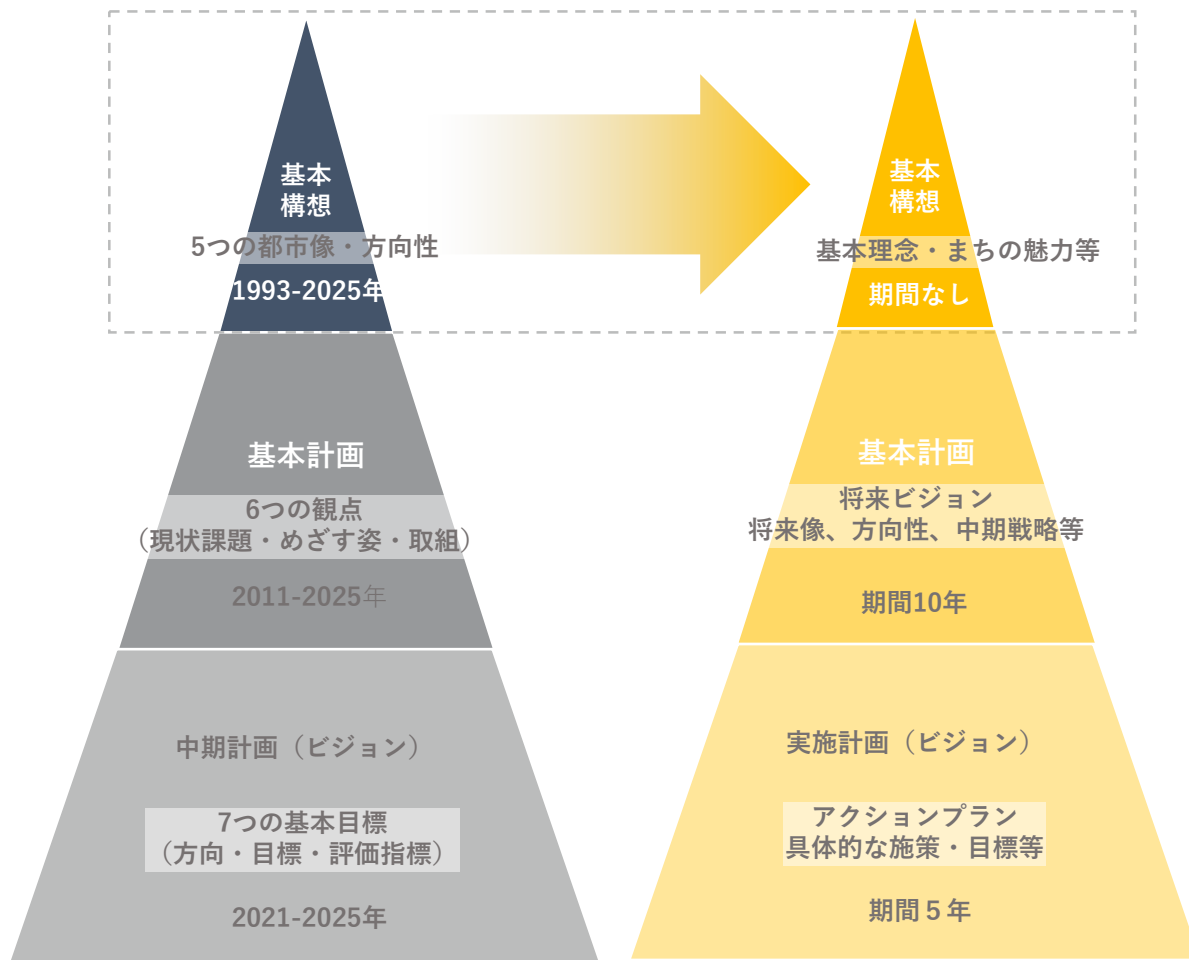 基本
構想
5つの都市像・方向性
1993-2025年
基本計画
6つの観点
（現状課題・めざす姿・取組）
2011-2025年
中期計画（ビジョン）
7つの基本目標
（方向・目標・評価指標）
2021-2025年
基本
構想
基本理念・まちの魅力等
期間なし
基本計画
将来ビジョン
将来像、方向性、中期戦略等
期間10年
実施計画（ビジョン）
アクションプラン
具体的な施策・目標等
期間５年